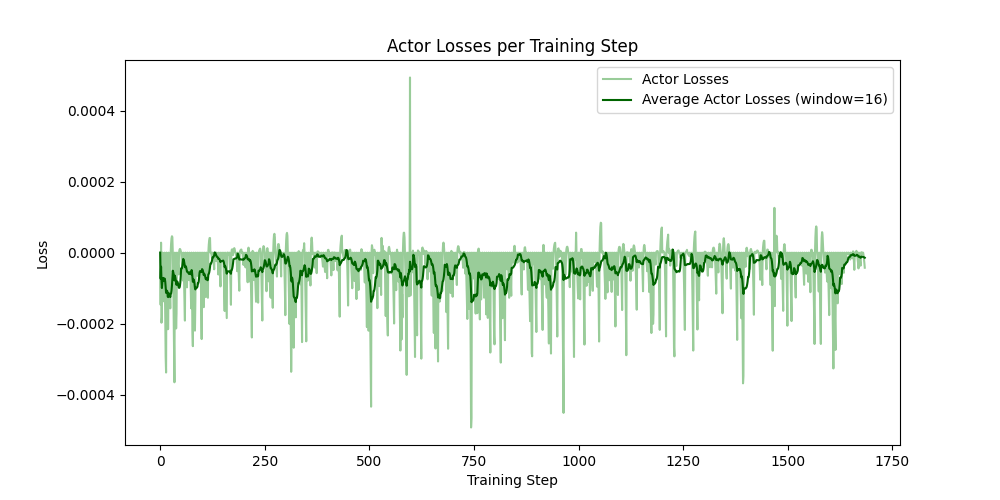 Actor Losses per Training Step
Actor Losses
Average Actor Losses (window=16)
0.0004
0.0002
0.0000
−0.0002
−0.0004
Loss
0 250 500 750 1000 1250 1500 1750
Training Step